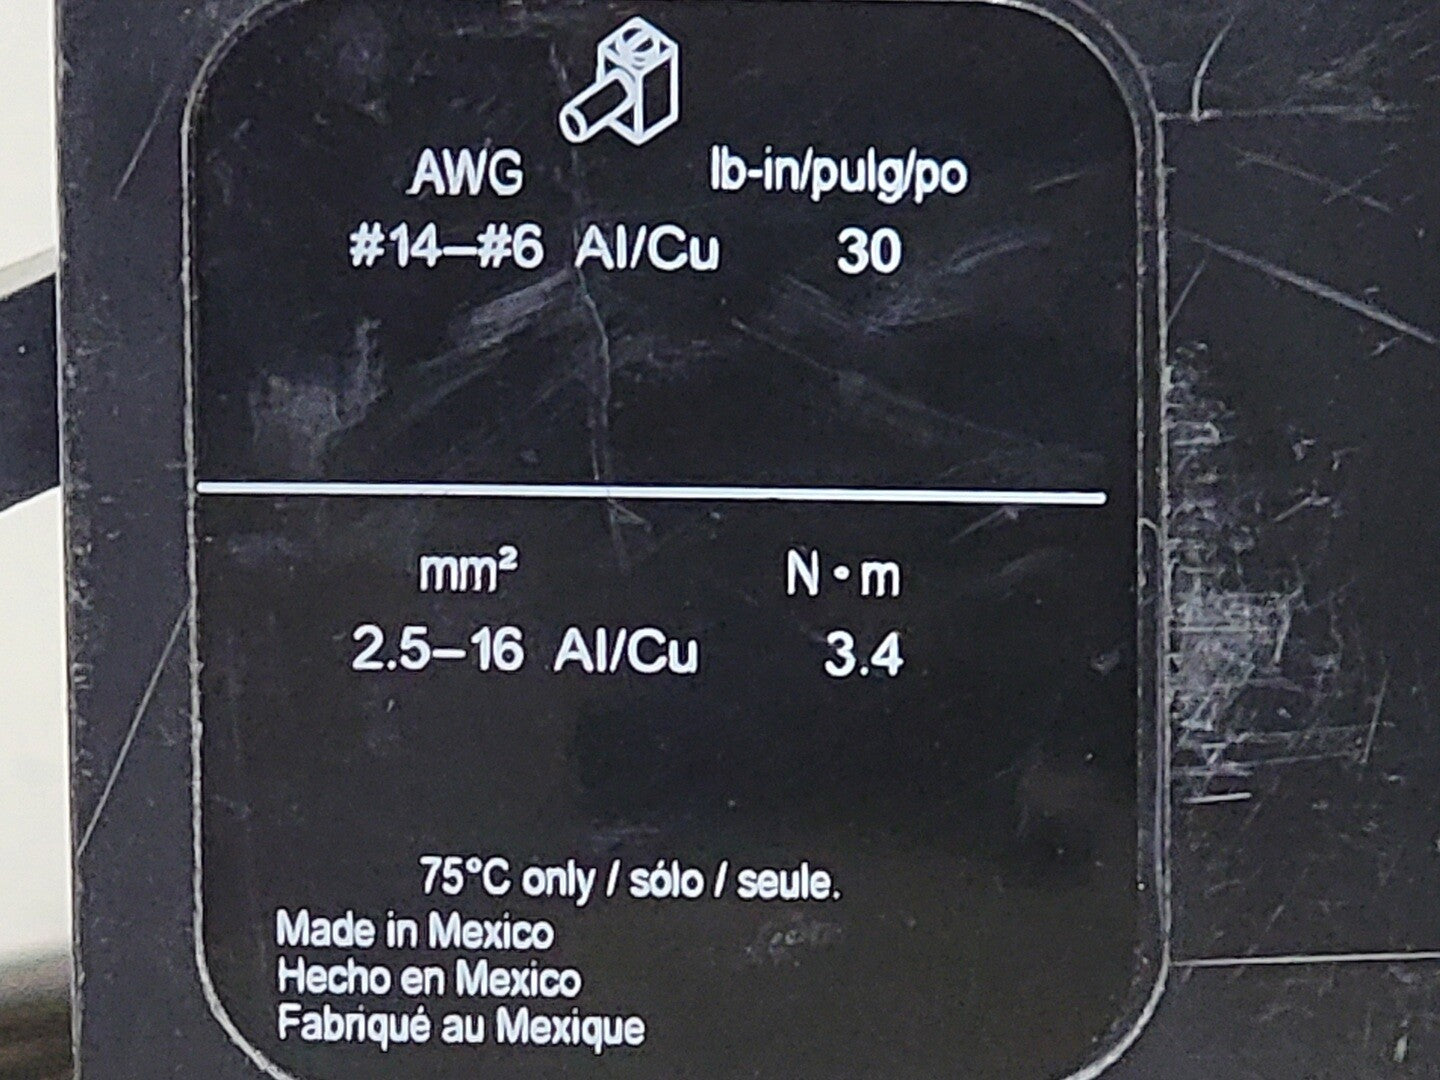 AWG lb-in/pulg/po
#14–#6 Al/Cu 30
mm² N·m
2.5–16 Al/Cu 3.4
75°C only / sólo / seule.
Made in Mexico
Hecho en Mexico
Fabriqué au Mexique